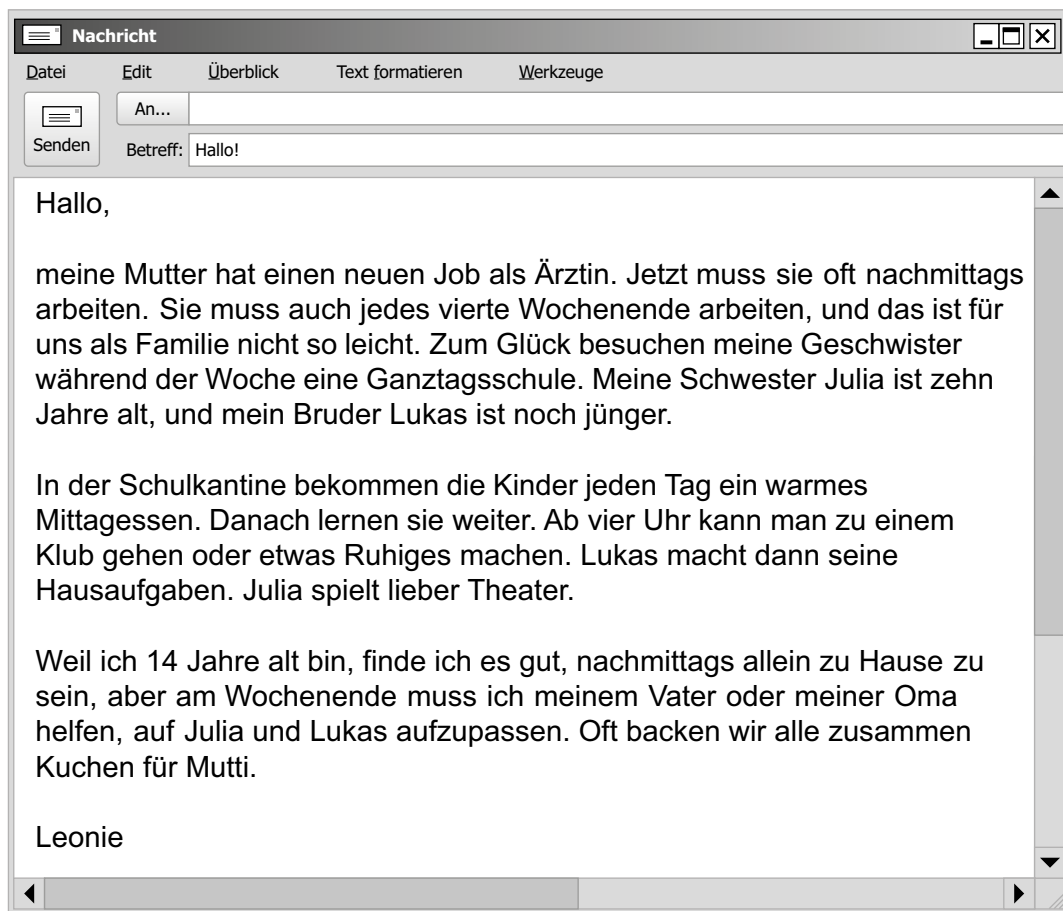 Nachricht
Datei Edit Überblick Text formatieren Werkzeuge
An...
Senden
Betreff: Hallo!
Hallo,
meine Mutter hat einen neuen Job als Ärztin. Jetzt muss sie oft nachmittags
arbeiten. Sie muss auch jedes vierte Wochenende arbeiten, und das ist für
uns als Familie nicht so leicht. Zum Glück besuchen meine Geschwister
während der Woche eine Ganztagsschule. Meine Schwester Julia ist zehn
Jahre alt, und mein Bruder Lukas ist noch jünger.
In der Schulkantine bekommen die Kinder jeden Tag ein warmes
Mittagessen. Danach lernen sie weiter. Ab vier Uhr kann man zu einem
Klub gehen oder etwas Ruhiges machen. Lukas macht dann seine
Hausaufgaben. Julia spielt lieber Theater.
Weil ich 14 Jahre alt bin, finde ich es gut, nachmittags allein zu Hause zu
sein, aber am Wochenende muss ich meinem Vater oder meiner Oma
helfen, auf Julia und Lukas aufzupassen. Oft backen wir alle zusammen
Kuchen für Mutti.
Leonie